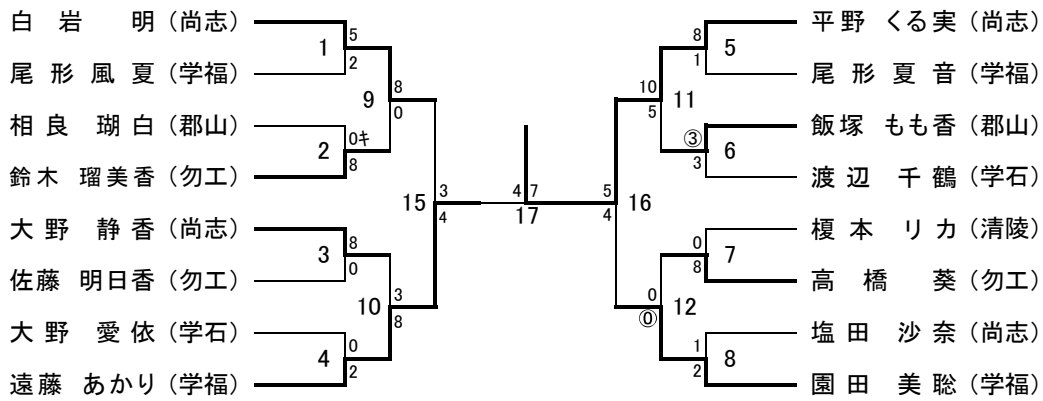 白岩 明 (尚志) 5 8 平野 くる実 (尚志)
1 5
尾形風夏 (学福) 2 1 尾形夏音 (学福)
9 8 10 11
相良 瑚白 (郡山) 0 5 飯塚 もも香 (郡山)
2 0キ ③ 6
鈴木 瑠美香 (勿工) 8 3 渡辺 千鶴 (学石)
15 3 4 7 5 16
4 17 4
大野 静香 (尚志) 8 0 榎本 リカ (清陵)
3 7
佐藤 明日香 (勿工) 0 8 高橋 葵 (勿工)
10 3 0 12
大野 愛依 (学石) 8 ⓪ 塩田 沙奈 (尚志)
4 0 1 8
遠藤 あかり (学福) 2 2 園田 美聡 (学福)